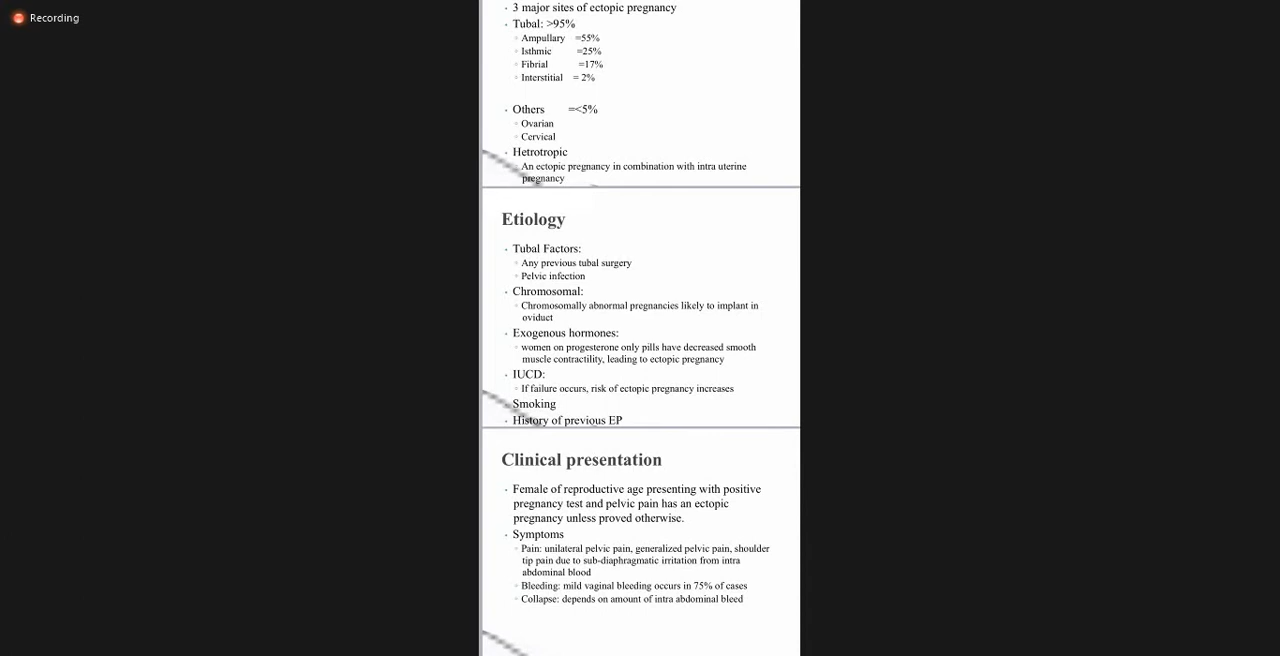 Recording
3 major sites of ectopic pregnancy
Tubal: >95%
Ampullary =55%
Isthmic =25%
Fibrial =17%
Interstitial = 2%
Others =<5%
Ovarian
Cervical
Hetrotropic
An ectopic pregnancy in combination with intra uterine
pregnancy
Etiology
Tubal Factors:
Any previous tubal surgery
Pelvic infection
Chromosomal:
Chromosomally abnormal pregnancies likely to implant in
oviduct
Exogenous hormones:
women on progesterone only pills have decreased smooth
muscle contractility, leading to ectopic pregnancy
IUCD:
If failure occurs, risk of ectopic pregnancy increases
Smoking
History of previous EP
Clinical presentation
Female of reproductive age presenting with positive
pregnancy test and pelvic pain has an ectopic
pregnancy unless proved otherwise.
Symptoms
Pain: unilateral pelvic pain, generalized pelvic pain, shoulder
tip pain due to sub-diaphragmatic irritation from intra
abdominal blood
Bleeding: mild vaginal bleeding occurs in 75% of cases
Collapse: depends on amount of intra abdominal bleed